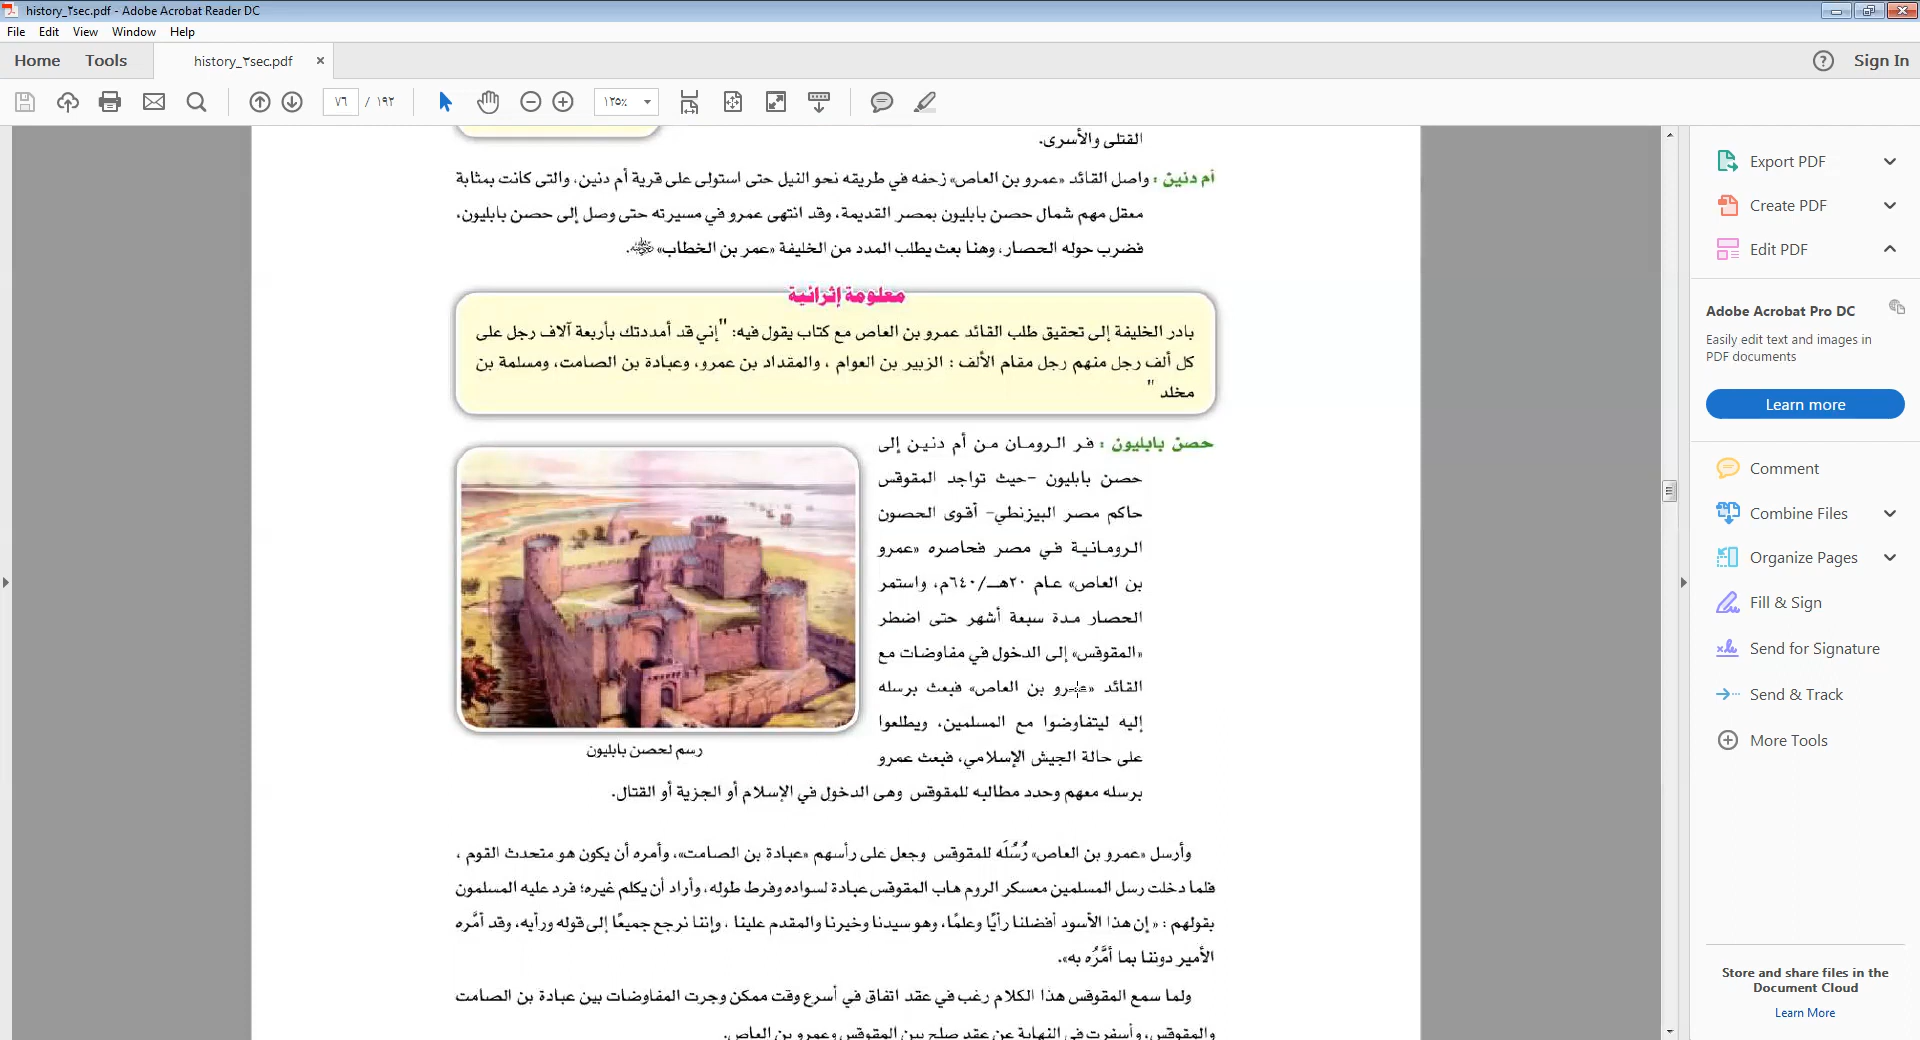 history_٣sec.pdf - Adobe Acrobat Reader DC
File Edit View Window Help
Home Tools history_٣sec.pdf × Sign In
٧٦ / ١٩٢ ١٢٥٪
القتلى والأسرى.
أم دنين : واصل القائد «عمرو بن العاص» زحفه في طريقه نحو النيل حتى استولى على قرية أم دنين، والتى كانت بمثابة
معقل مهم شمال حصن بابليون بمصر القديمة، وقد انتهى عمرو في مسيرته حتى وصل إلى حصن بابليون،
فضرب حوله الحصار، وهنا بعث يطلب المدد من الخليفة «عمر بن الخطاب» .
معلومة إثرائية
بادر الخليفة إلى تحقيق طلب القائد عمرو بن العاص مع كتاب يقول فيه: "إني قد أمددتك بأربعة آلاف رجل على
كل ألف رجل منهم رجل مقام الألف : الزبير بن العوام ، والمقداد بن عمرو، وعبادة بن الصامت، ومسلمة بن
مخلد "
حصن بابليون : فر الرومان من أم دنين إلى
حصن بابليون -حيث تواجد المقوقس
حاكم مصر البيزنطي- أقوى الحصون
الرومانية في مصر فحاصره «عمرو
بن العاص» عام ٢٠هـ/٦٤٠م، واستمر
الحصار مدة سبعة أشهر حتى اضطر
«المقوقس» إلى الدخول في مفاوضات مع
القائد «عمرو بن العاص» فبعث برسله
إليه ليتفاوضوا مع المسلمين، ويطلعوا
على حالة الجيش الإسلامي، فبعث عمرو
برسله معهم وحدد مطالبه للمقوقس وهى الدخول في الإسلام أو الجزية أو القتال.
رسم لحصن بابليون
وأرسل «عمرو بن العاص» رُسُلَه للمقوقس وجعل على رأسهم «عبادة بن الصامت»، وأمره أن يكون هو متحدث القوم ،
فلما دخلت رسل المسلمين معسكر الروم هاب المقوقس عبادة لسواده وفرط طوله، وأراد أن يكلم غيره؛ فرد عليه المسلمون
بقولهم : « إن هذا الأسود أفضلنا رأيًا وعلمًا، وهو سيدنا وخيرنا والمقدم علينا ، وإننا نرجع جميعًا إلى قوله ورأيه، وقد أمَّره
الأمير دوننا بما أمَّرُه به».
ولما سمع المقوقس هذا الكلام رغب في عقد اتفاق في أسرع وقت ممكن وجرت المفاوضات بين عبادة بن الصامت
والمقوقس، وأسفرت في النهاية عن عقد صلح بين المقوقس وعمرو بن العاص.
Export PDF
Create PDF
Edit PDF
Adobe Acrobat Pro DC
Easily edit text and images in
PDF documents
Learn more
Comment
Combine Files
Organize Pages
Fill & Sign
Send for Signature
Send & Track
More Tools
Store and share files in the
Document Cloud
Learn More